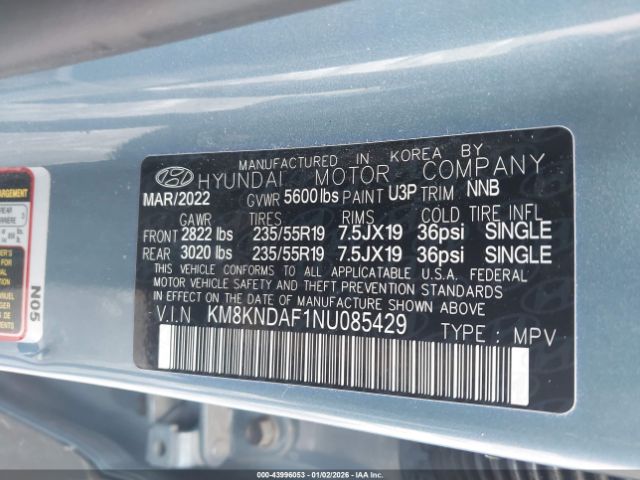 MANUFACTURED IN KOREA BY
HYUNDAI MOTOR COMPANY
MAR/2022 GVWR 5600 lbs PAINT U3P TRIM NNB
GAWR TIRES RIMS COLD TIRE INFL
FRONT 2822 lbs 235/55R19 7.5JX19 36psi SINGLE
REAR 3020 lbs 235/55R19 7.5JX19 36psi SINGLE
THIS VEHICLE CONFORMS TO ALL APPLICABLE U.S.A. FEDERAL
MOTOR VEHICLE SAFETY AND THEFT PREVENTION STANDARDS
IN EFFECT ON THE DATE OF MANUFACTURE SHOWN ABOVE.
V.I.N KM8KNDAF1NU085429 TYPE : MPV
N05
00-43996053 - 01/02/2026 - COPYRIGHT IAA